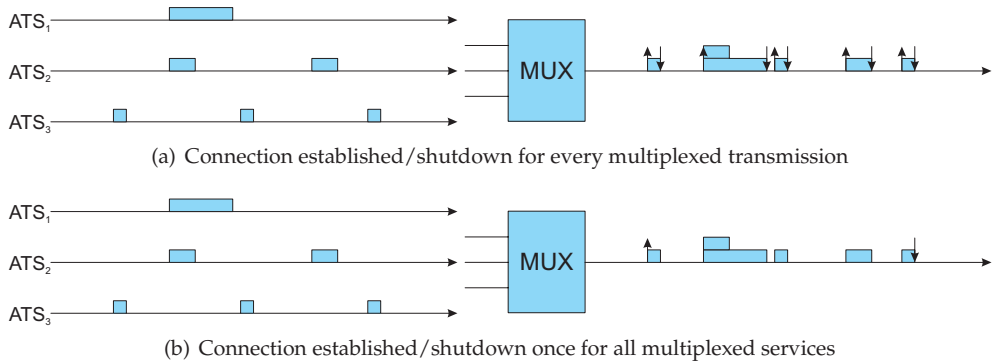 ATS1
ATS2
ATS3
MUX
(a) Connection established/shutdown for every multiplexed transmission
ATS1
ATS2
ATS3
MUX
(b) Connection established/shutdown once for all multiplexed services